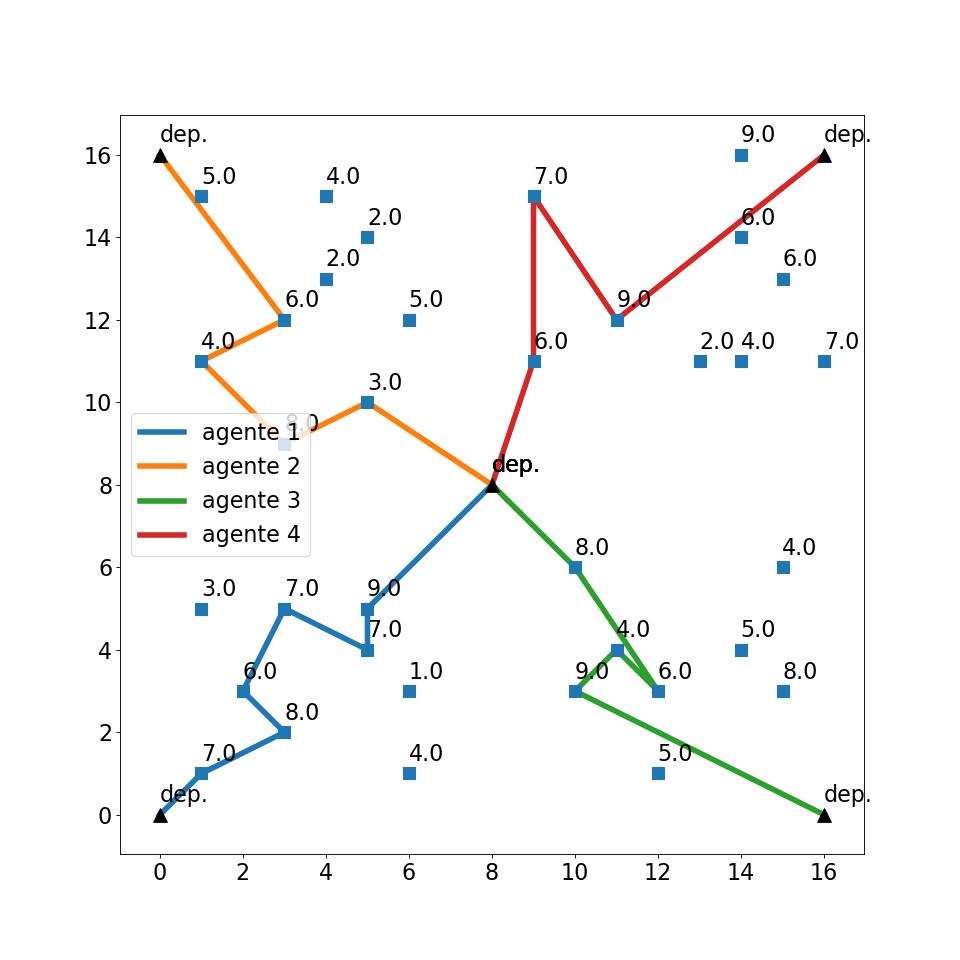 dep. 9.0 dep.
16
5.0 4.0 7.0
2.0 6.0
14
2.0 6.0
6.0 5.0 9.0
12
4.0 6.0 2.0 4.0 7.0
3.0
10
8.0
agente 1
agente 2
dep.
8
agente 3
agente 4
8.0 4.0
6
3.0 7.0 9.0
7.0 4.0 5.0
4
6.0 1.0 9.0 6.0 8.0
8.0
2
7.0 4.0 5.0
dep. dep.
0
0 2 4 6 8 10 12 14 16